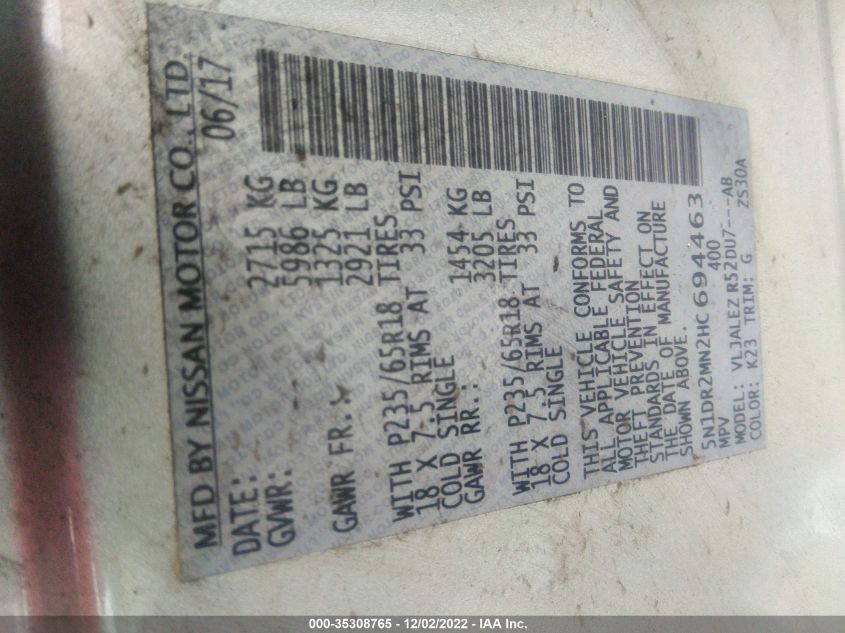 MFD BY NISSAN MOTOR CO., LTD.
DATE: 06/17
GVWR: 2715 KG
5986 LB
GAWR FR.: 1325 KG
2921 LB
WITH P235/65R18 TIRES
18 X 7.5 RIMS AT 33 PSI
COLD SINGLE
GAWR RR.: 1454 KG
3205 LB
WITH P235/65R18 TIRES
18 X 7.5 RIMS AT 33 PSI
COLD SINGLE
THIS VEHICLE CONFORMS TO
ALL APPLICABLE FEDERAL
MOTOR VEHICLE SAFETY AND
THEFT PREVENTION
STANDARDS IN EFFECT ON
THE DATE OF MANUFACTURE
SHOWN ABOVE.
5N1DR2MN2HC694463
MPV 400
MODEL: VLJALEZ R52DU7---AB
COLOR: K23 TRIM: G ZS30A
000-35308765 - 12/02/2022 - IAA Inc.